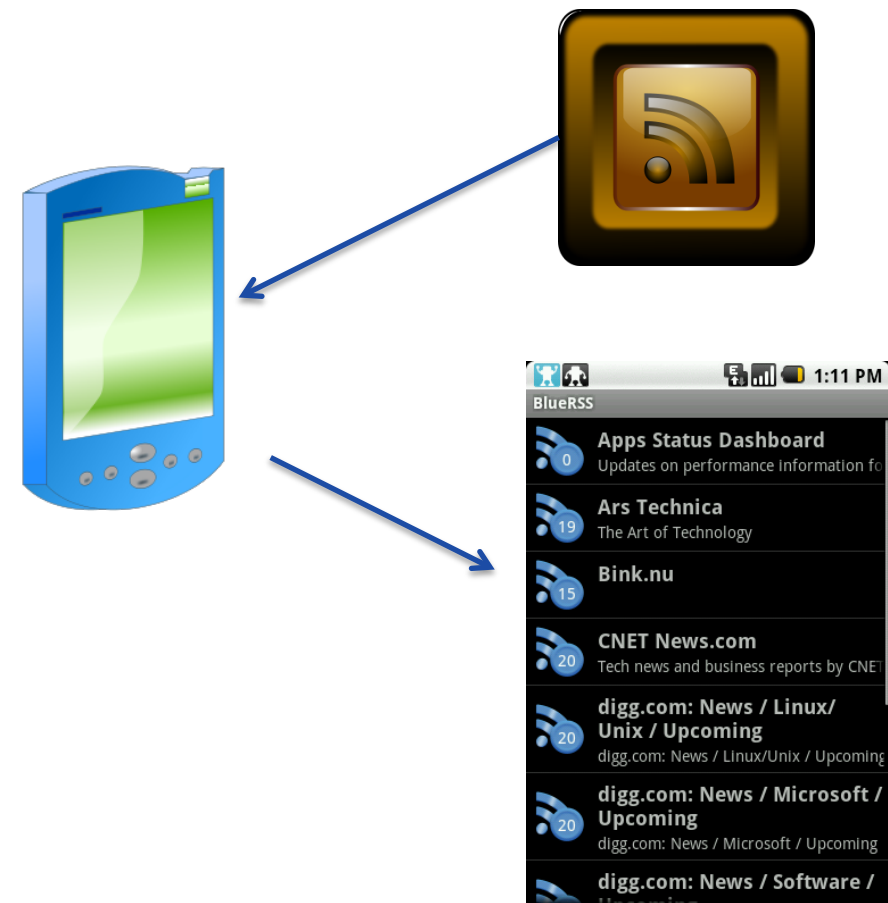 E
1:11 PM
BlueRSS
Apps Status Dashboard
0
Updates on performance information fo
Ars Technica
19
The Art of Technology
Bink.nu
15
CNET News.com
20
Tech news and business reports by CNET
digg.com: News / Linux/
Unix / Upcoming
20
digg.com: News / Linux/Unix / Upcoming
digg.com: News / Microsoft /
Upcoming
20
digg.com: News / Microsoft / Upcoming
digg.com: News / Software /